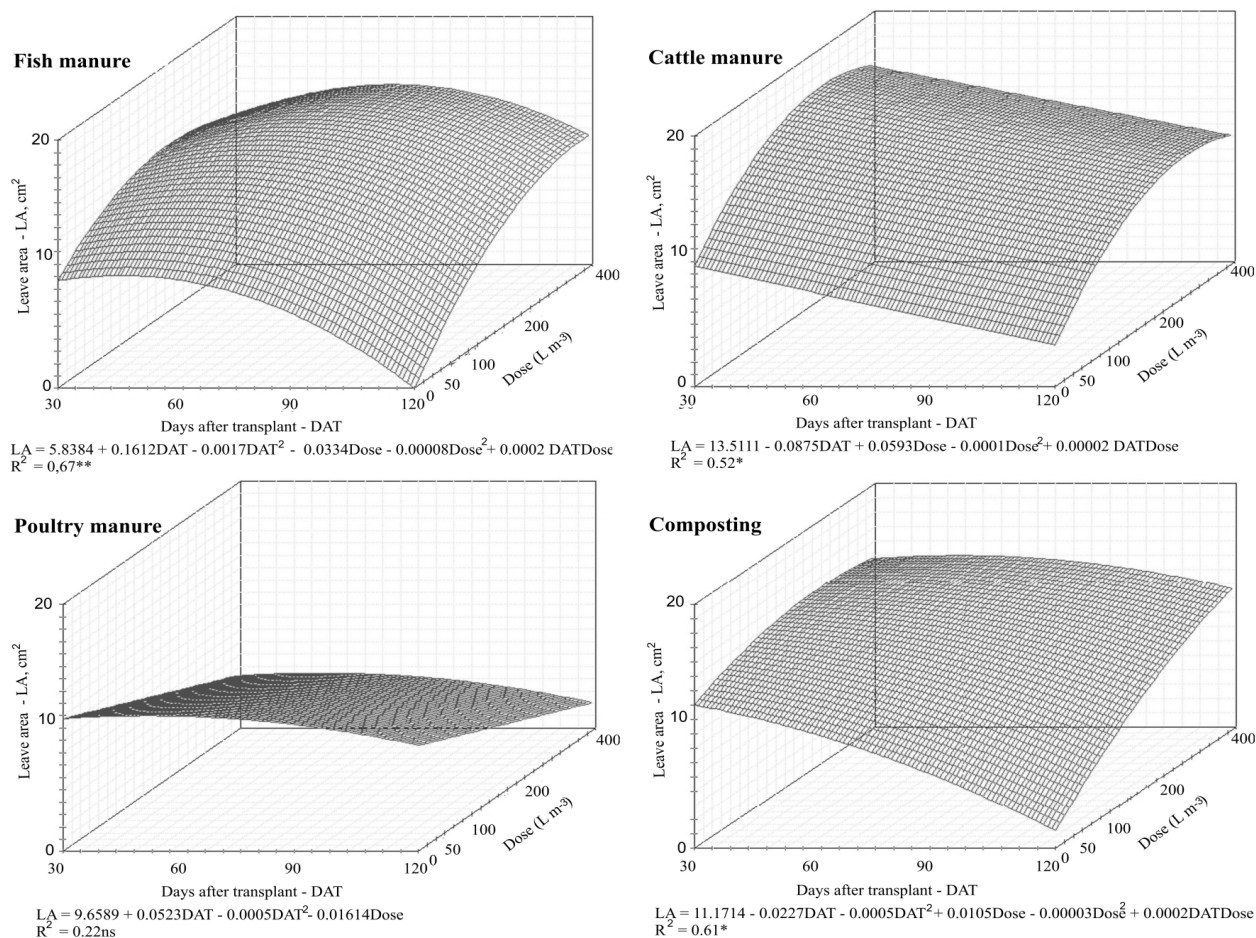 Fish manure
20
10
0
Leave area - LA, cm²
30 60 90 120
Days after transplant - DAT
0 50 100 200 400
Dose (L m⁻³)
LA = 5.8384 + 0.1612DAT - 0.0017DAT² - 0.0334Dose - 0.00008Dose² + 0.0002 DATDose
R² = 0,67**
Cattle manure
20
10
0
Leave area - LA, cm²
30 60 90 120
Days after transplant - DAT
0 50 100 200 400
Dose (L m⁻³)
LA = 13.5111 - 0.0875DAT + 0.0593Dose - 0.0001Dose² + 0.00002 DATDose
R² = 0.52*
Poultry manure
20
10
0
Leave area - LA, cm²
30 60 90 120
Days after transplant - DAT
0 50 100 200 400
Dose (L m⁻³)
LA = 9.6589 + 0.0523DAT - 0.0005DAT² - 0.01614Dose
R² = 0.22ns
Composting
20
10
0
Leave area - LA, cm²
30 60 90 120
Days after transplant - DAT
0 50 100 200 400
Dose (L m⁻³)
LA = 11.1714 - 0.0227DAT - 0.0005DAT² + 0.0105Dose - 0.00003Dose² + 0.0002DATDose
R² = 0.61*